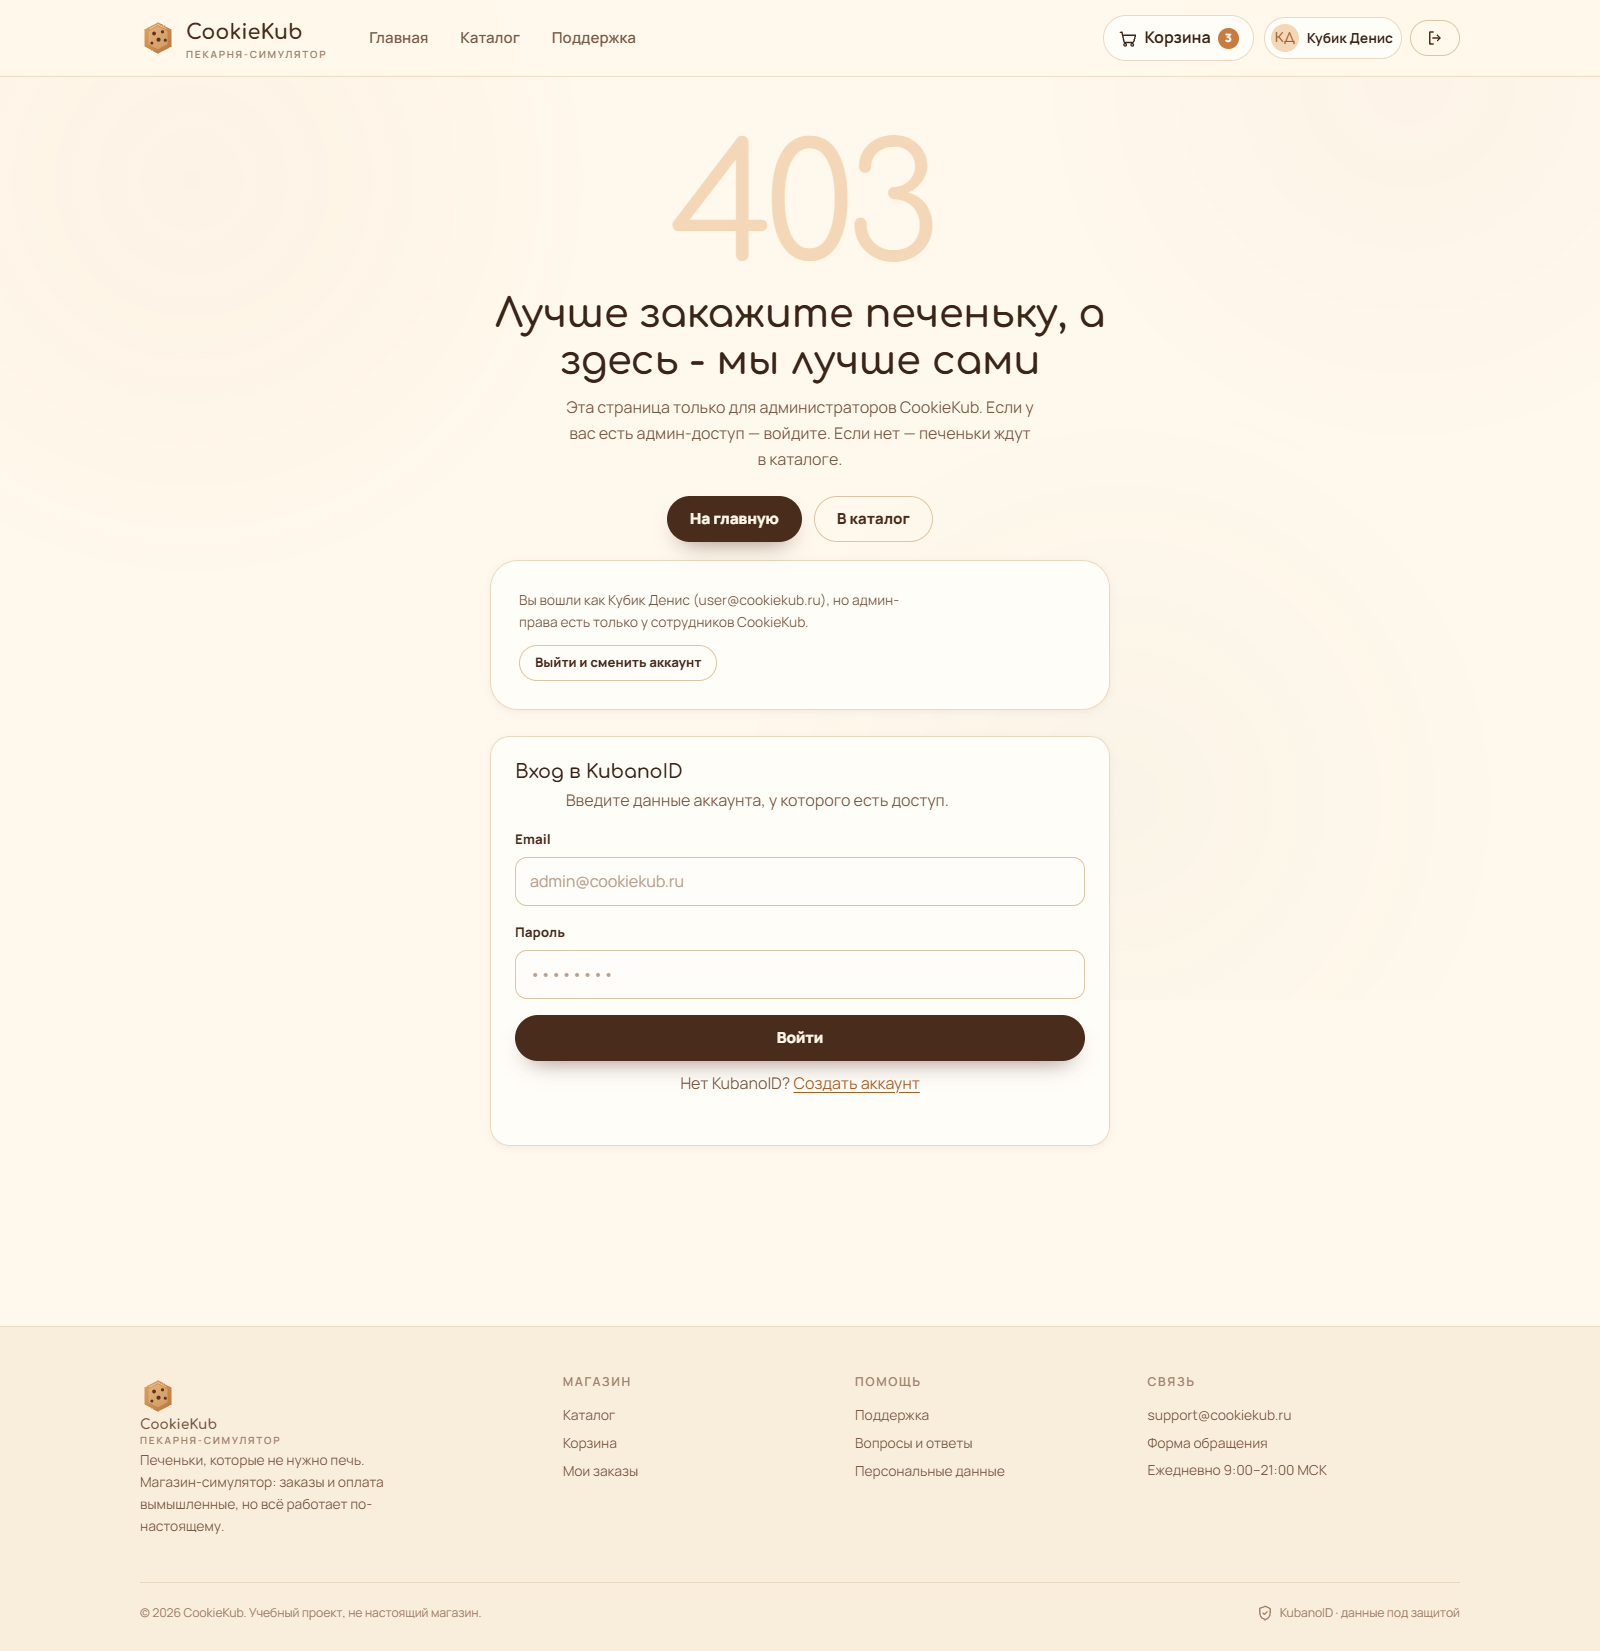 CookieKub
ПЕКАРНЯ-СИМУЛЯТОР
Главная
Каталог
Поддержка
Корзина 3
КД Кубик Денис
403
Лучше закажите печеньку, а
здесь - мы лучше сами
Эта страница только для администраторов CookieKub. Если у
вас есть админ-доступ — войдите. Если нет — печеньки ждут
в каталоге.
На главную
В каталог
Вы вошли как Кубик Денис (user@cookiekub.ru), но админ-
права есть только у сотрудников CookieKub.
Выйти и сменить аккаунт
Вход в KubanoID
Введите данные аккаунта, у которого есть доступ.
Email
admin@cookiekub.ru
Пароль
••••••••
Войти
Нет KubanoID? Создать аккаунт
CookieKub
ПЕКАРНЯ-СИМУЛЯТОР
Печеньки, которые не нужно печь.
Магазин-симулятор: заказы и оплата
вымышленные, но всё работает по-
настоящему.
МАГАЗИН
Каталог
Корзина
Мои заказы
ПОМОЩЬ
Поддержка
Вопросы и ответы
Персональные данные
СВЯЗЬ
support@cookiekub.ru
Форма обращения
Ежедневно 9:00–21:00 МСК
© 2026 CookieKub. Учебный проект, не настоящий магазин.
KubanoID · данные под защитой